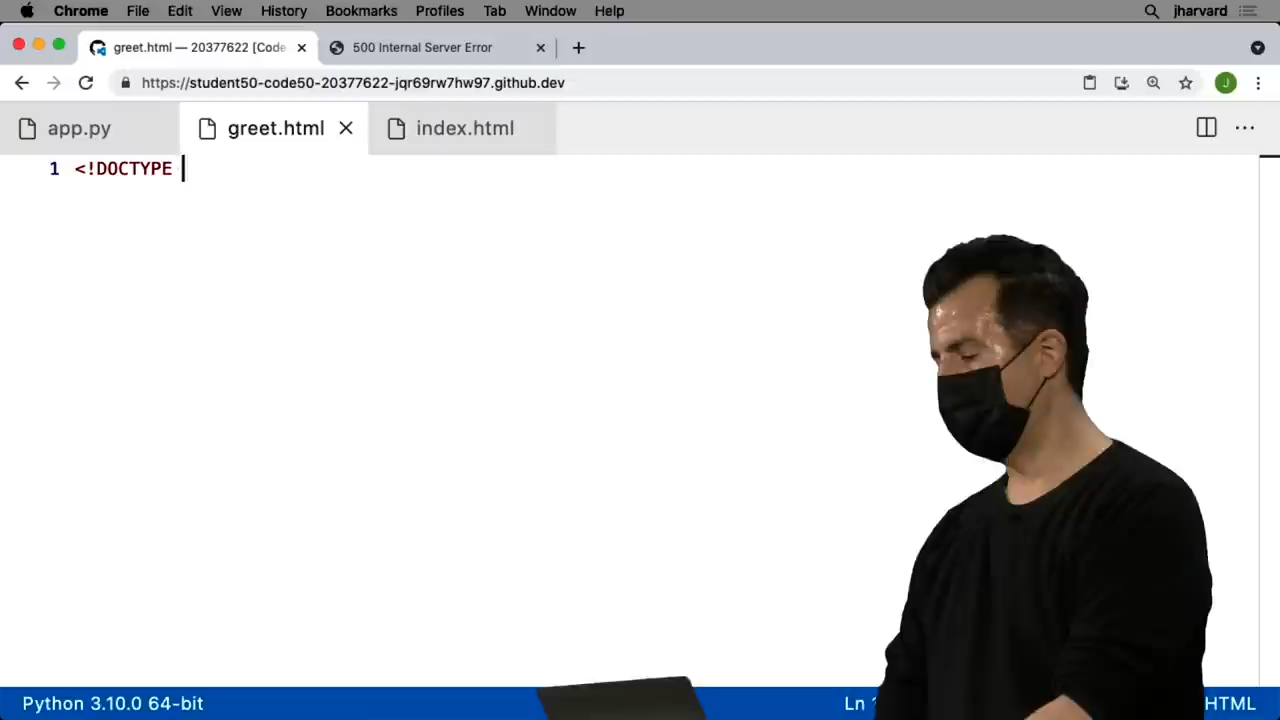 Chrome File Edit View History Bookmarks Profiles Tab Window Help jharvard
greet.html — 20377622 [Code 500 Internal Server Error
https://student50-code50-20377622-jqr69rw7hw97.github.dev J
app.py greet.html index.html
1 <!DOCTYPE
Python 3.10.0 64-bit Ln HTML